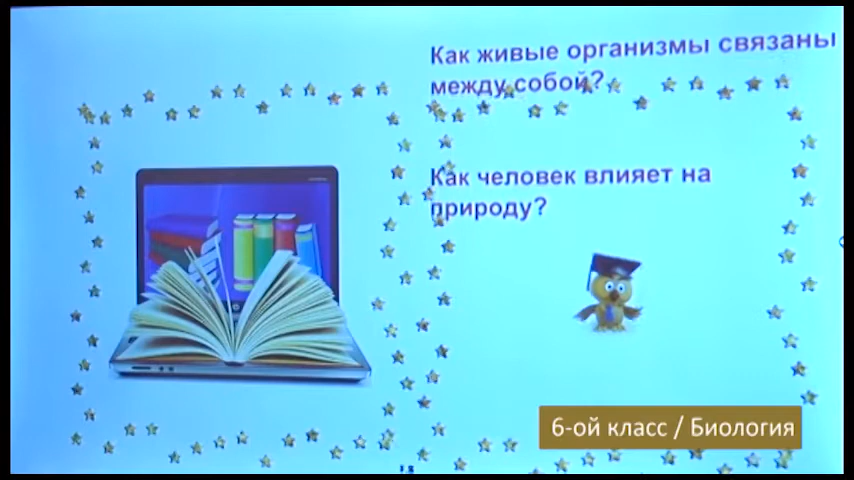 Как живые организмы связаны
между собой?
Как человек влияет на
природу?
6-ой класс / Биология